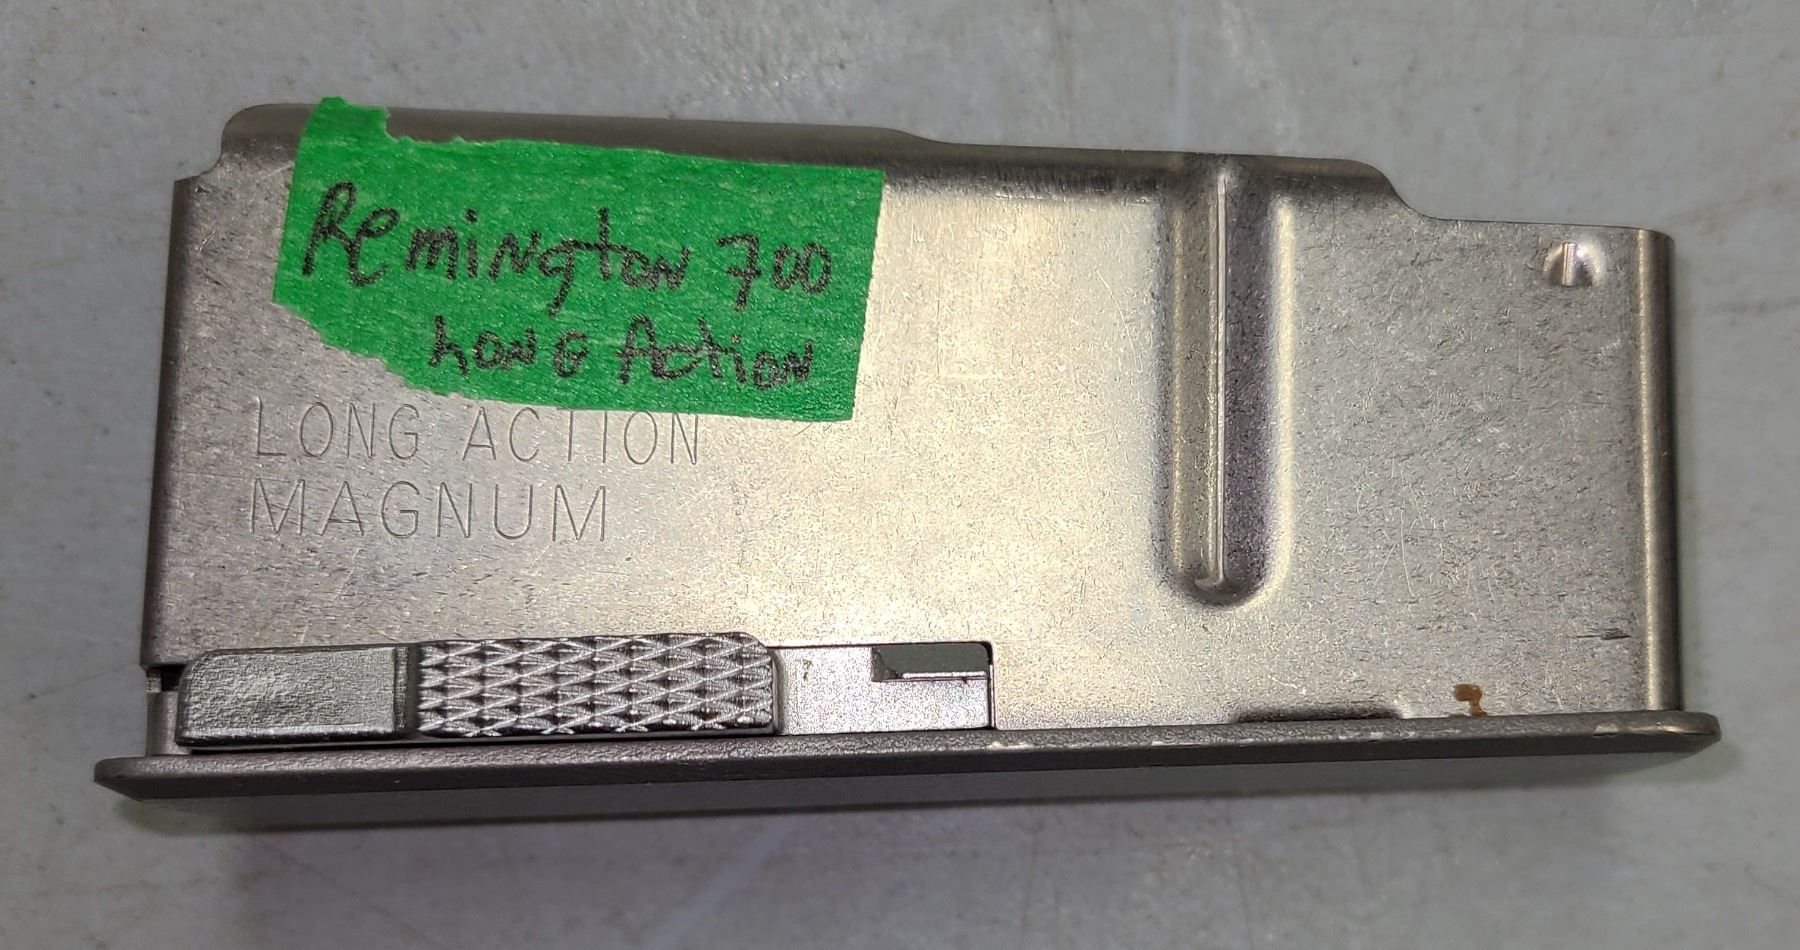 Remington 700
Long Action
LONG ACTION
MAGNUM